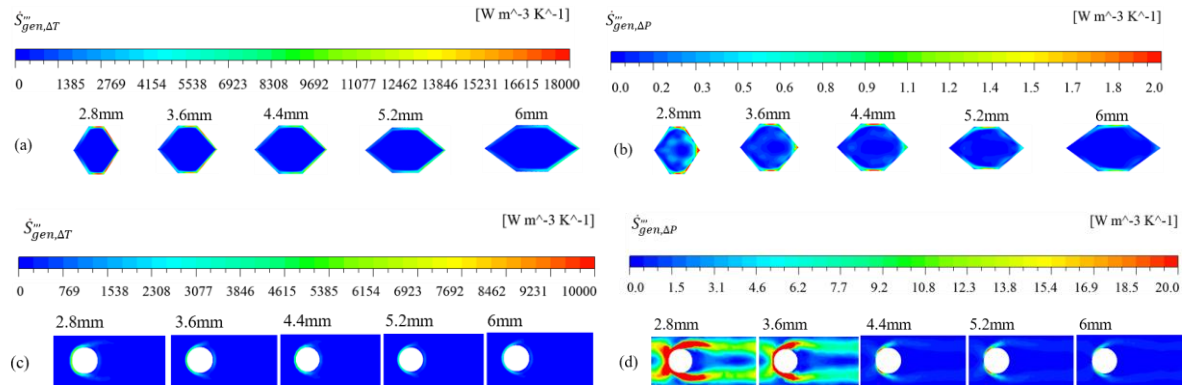 Ṡ‴gen,ΔT [W m^-3 K^-1]
0 1385 2769 4154 5538 6923 8308 9692 11077 12462 13846 15231 16615 18000
2.8mm 3.6mm 4.4mm 5.2mm 6mm
(a)
Ṡ‴gen,ΔP [W m^-3 K^-1]
0.0 0.2 0.3 0.5 0.6 0.8 0.9 1.1 1.2 1.4 1.5 1.7 1.8 2.0
2.8mm 3.6mm 4.4mm 5.2mm 6mm
(b)
Ṡ‴gen,ΔT [W m^-3 K^-1]
0 769 1538 2308 3077 3846 4615 5385 6154 6923 7692 8462 9231 10000
2.8mm 3.6mm 4.4mm 5.2mm 6mm
(c)
Ṡ‴gen,ΔP [W m^-3 K^-1]
0.0 1.5 3.1 4.6 6.2 7.7 9.2 10.8 12.3 13.8 15.4 16.9 18.5 20.0
2.8mm 3.6mm 4.4mm 5.2mm 6mm
(d)